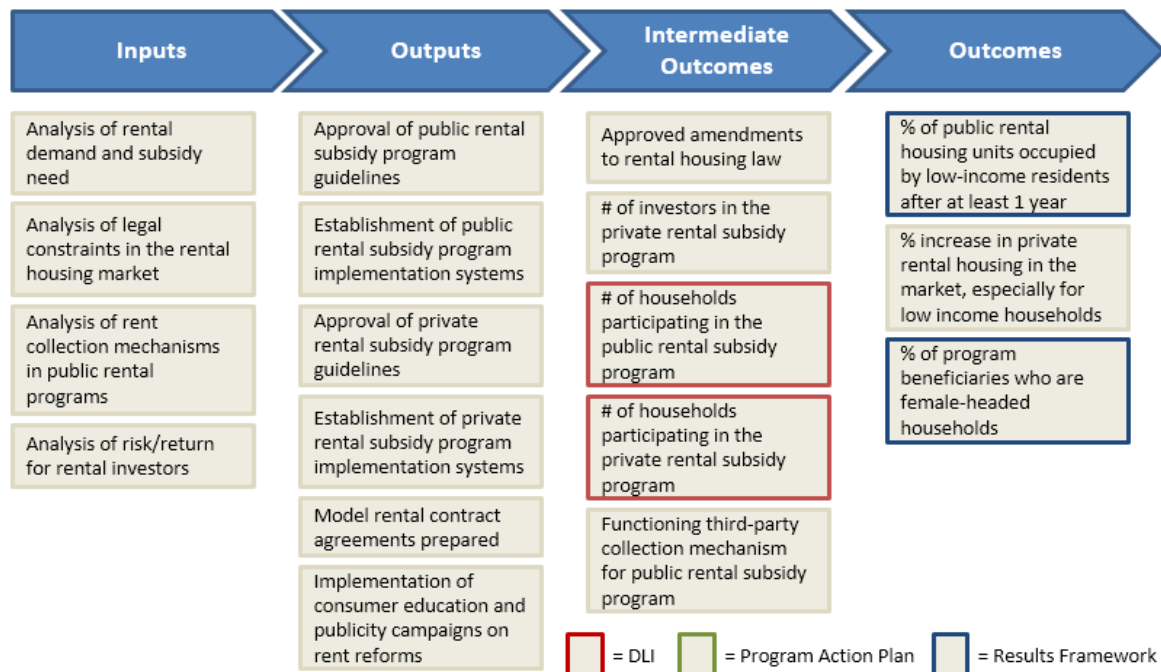 Inputs
Outputs
Intermediate
Outcomes
Outcomes
Analysis of rental
demand and subsidy
need
Analysis of legal
constraints in the rental
housing market
Analysis of rent
collection mechanisms
in public rental
programs
Analysis of risk/return
for rental investors
Approval of public rental
subsidy program
guidelines
Establishment of public
rental subsidy program
implementation systems
Approval of private
rental subsidy program
guidelines
Establishment of private
rental subsidy program
implementation systems
Model rental contract
agreements prepared
Implementation of
consumer education and
publicity campaigns on
rent reforms
Approved amendments
to rental housing law
# of investors in the
private rental subsidy
program
# of households
participating in the
public rental subsidy
program
# of households
participating in the
private rental subsidy
program
Functioning third-party
collection mechanism
for public rental subsidy
program
% of public rental
housing units occupied
by low-income residents
after at least 1 year
% increase in private
rental housing in the
market, especially for
low income households
% of program
beneficiaries who are
female-headed
households
= DLI
= Program Action Plan
= Results Framework